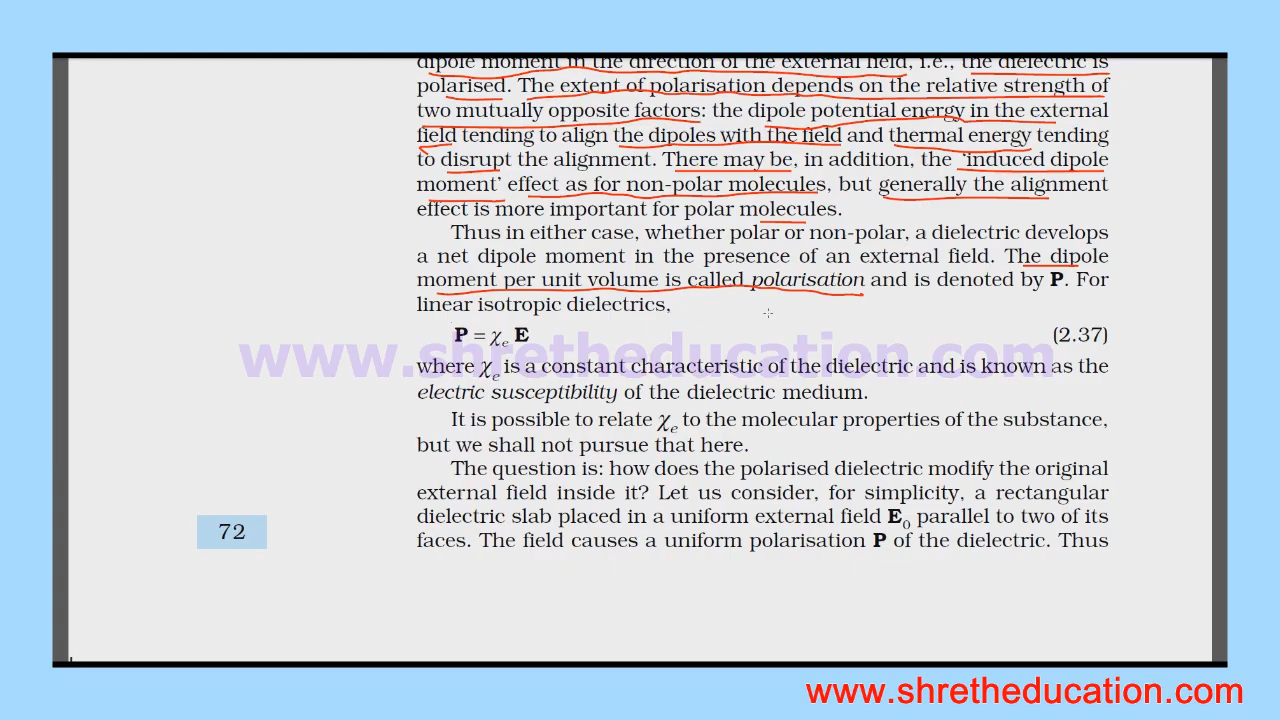 dipole moment in the direction of the external field, i.e., the dielectric is
polarised. The extent of polarisation depends on the relative strength of
two mutually opposite factors: the dipole potential energy in the external
field tending to align the dipoles with the field and thermal energy tending
to disrupt the alignment. There may be, in addition, the ‘induced dipole
moment’ effect as for non-polar molecules, but generally the alignment
effect is more important for polar molecules.
Thus in either case, whether polar or non-polar, a dielectric develops
a net dipole moment in the presence of an external field. The dipole
moment per unit volume is called polarisation and is denoted by P. For
linear isotropic dielectrics,
P = χe E (2.37)
www.shretheducation.com
where χe is a constant characteristic of the dielectric and is known as the
electric susceptibility of the dielectric medium.
It is possible to relate χe to the molecular properties of the substance,
but we shall not pursue that here.
The question is: how does the polarised dielectric modify the original
external field inside it? Let us consider, for simplicity, a rectangular
dielectric slab placed in a uniform external field E0 parallel to two of its
faces. The field causes a uniform polarisation P of the dielectric. Thus
72
www.shretheducation.com